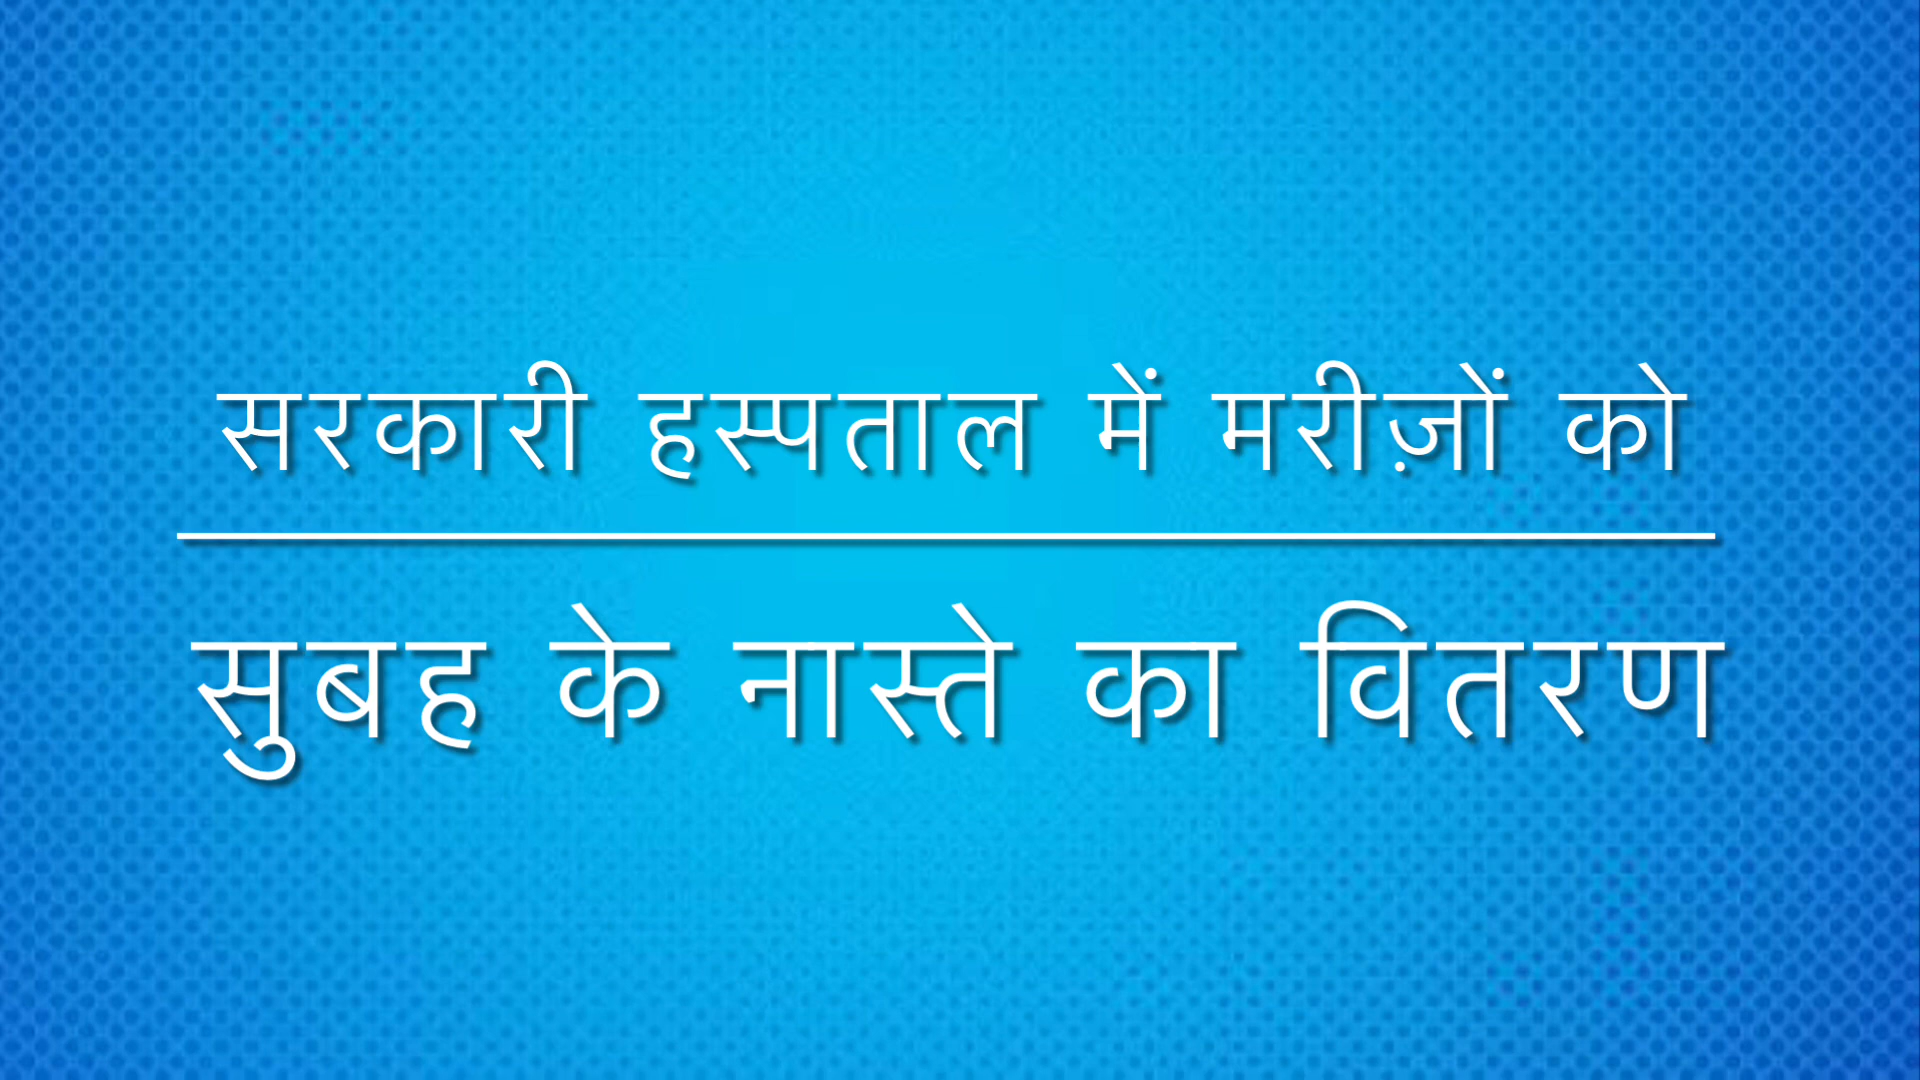 सरकारी हस्पताल में मरीज़ों को
सुबह के नास्ते का वितरण